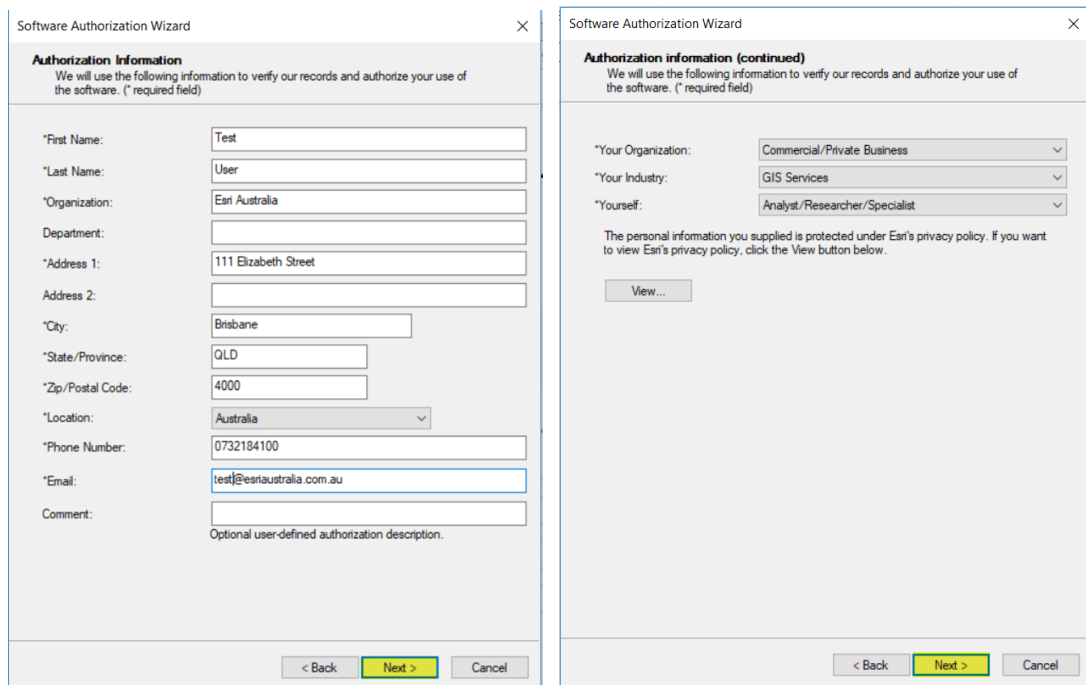 Software Authorization Wizard
Authorization Information
We will use the following information to verify our records and authorize your use of
the software. (* required field)
*First Name:
Test
*Last Name:
User
*Organization:
Esri Australia
Department:
*Address 1:
111 Elizabeth Street
Address 2:
*City:
Brisbane
*State/Province:
QLD
*Zip/Postal Code:
4000
*Location:
Australia
*Phone Number:
0732184100
*Email:
test@esriaustralia.com.au
Comment:
Optional user-defined authorization description.
< Back
Next >
Cancel
Software Authorization Wizard
Authorization information (continued)
We will use the following information to verify our records and authorize your use of
the software. (* required field)
*Your Organization:
Commercial/Private Business
*Your Industry:
GIS Services
*Yourself:
Analyst/Researcher/Specialist
The personal information you supplied is protected under Esri's privacy policy. If you want
to view Esri's privacy policy, click the View button below.
View...
< Back
Next >
Cancel